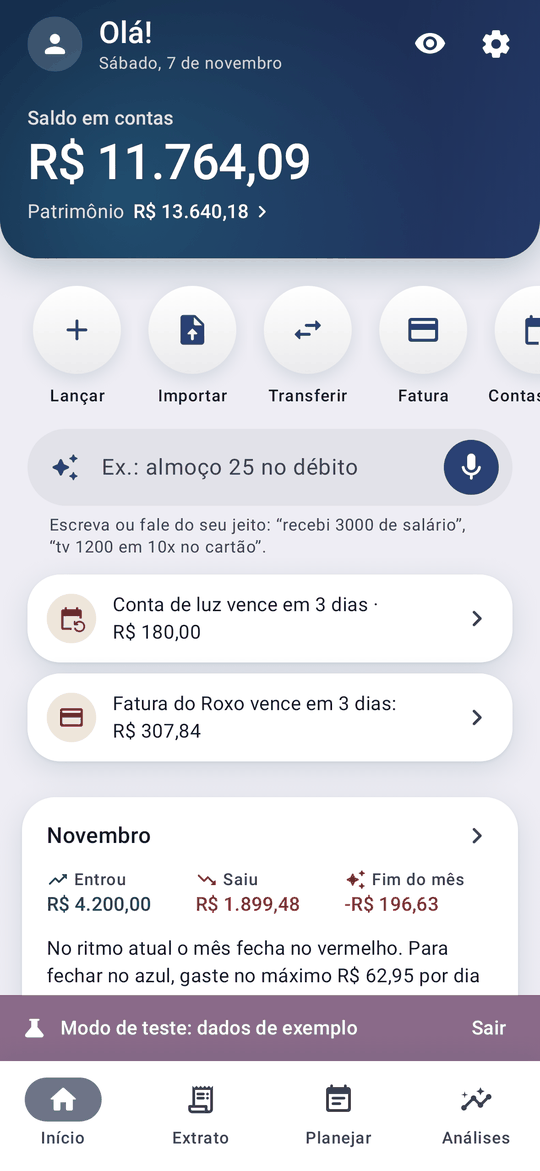 Olá!
Sábado, 7 de novembro
Saldo em contas
R$ 11.764,09
Patrimônio R$ 13.640,18
Lançar
Importar
Transferir
Fatura
Contas
Ex.: almoço 25 no débito
Escreva ou fale do seu jeito: “recebi 3000 de salário”,
“tv 1200 em 10x no cartão”.
Conta de luz vence em 3 dias ·
R$ 180,00
Fatura do Roxo vence em 3 dias:
R$ 307,84
Novembro
Entrou
Saiu
Fim do mês
R$ 4.200,00
R$ 1.899,48
-R$ 196,63
No ritmo atual o mês fecha no vermelho. Para
fechar no azul, gaste no máximo R$ 62,95 por dia
Modo de teste: dados de exemplo
Sair
Início
Extrato
Planejar
Análises